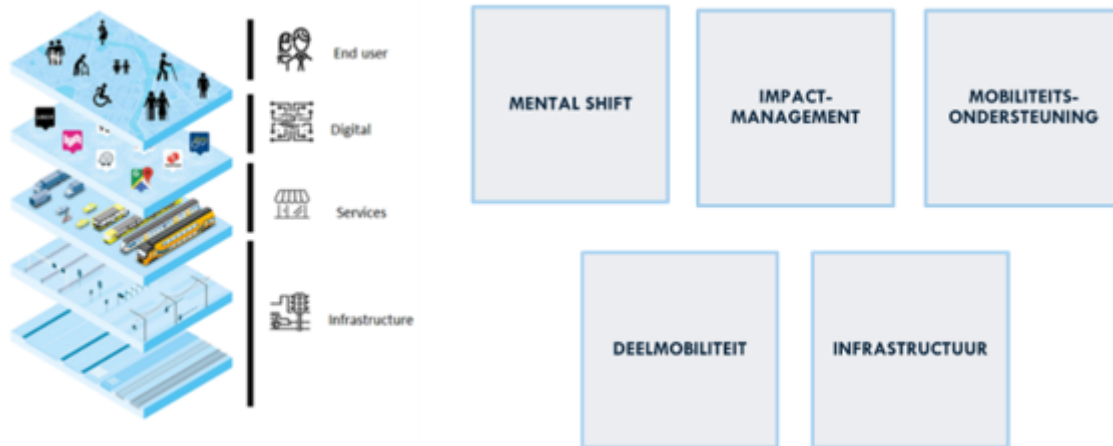 End user
Digital
Services
Infrastructure
MENTAL SHIFT
IMPACT-
MANAGEMENT
MOBILITEITS-
ONDERSTEUNING
DEELMOBILITEIT
INFRASTRUCTUUR